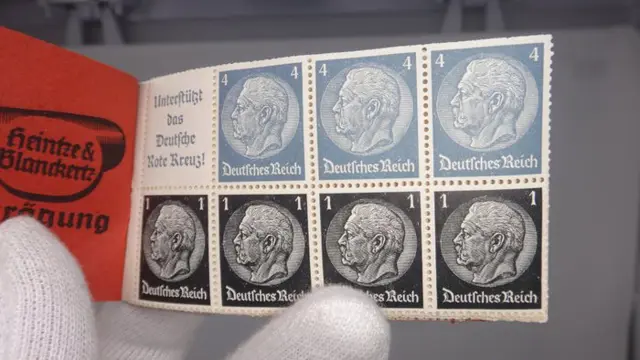 Heintze &
Blanckertz
rägung
Unterstützt
das
Deutsche
Rote Kreuz!
4 4
Deutsches Reich
4 4
Deutsches Reich
4 4
Deutsches Reich
1 1
Deutsches Reich
1 1
Deutsches Reich
1 1
Deutsches Reich
1 1
Deutsches Reich